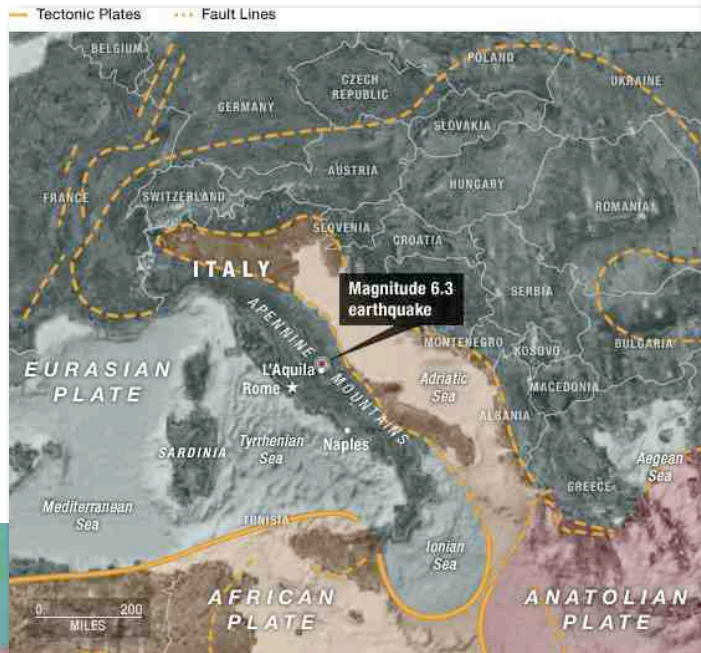 Tectonic Plates
Fault Lines
BELGIUM
POLAND
CZECH
REPUBLIC
UKRAINE
GERMANY
SLOVAKIA
AUSTRIA
FRANCE
SWITZERLAND
HUNGARY
ROMANIA
SLOVENIA
CROATIA
ITALY
Magnitude 6.3
earthquake
SERBIA
APENNINE MOUNTAINS
MONTENEGRO
KOSOVO
BULGARIA
EURASIAN
PLATE
L'Aquila
Rome
Adriatic
Sea
MACEDONIA
ALBANIA
SARDINIA
Tyrrhenian
Sea
Naples
Aegean
Sea
GREECE
Mediterranean
Sea
TUNISIA
Ionian
Sea
AFRICAN
PLATE
ANATOLIAN
PLATE
0 200
MILES